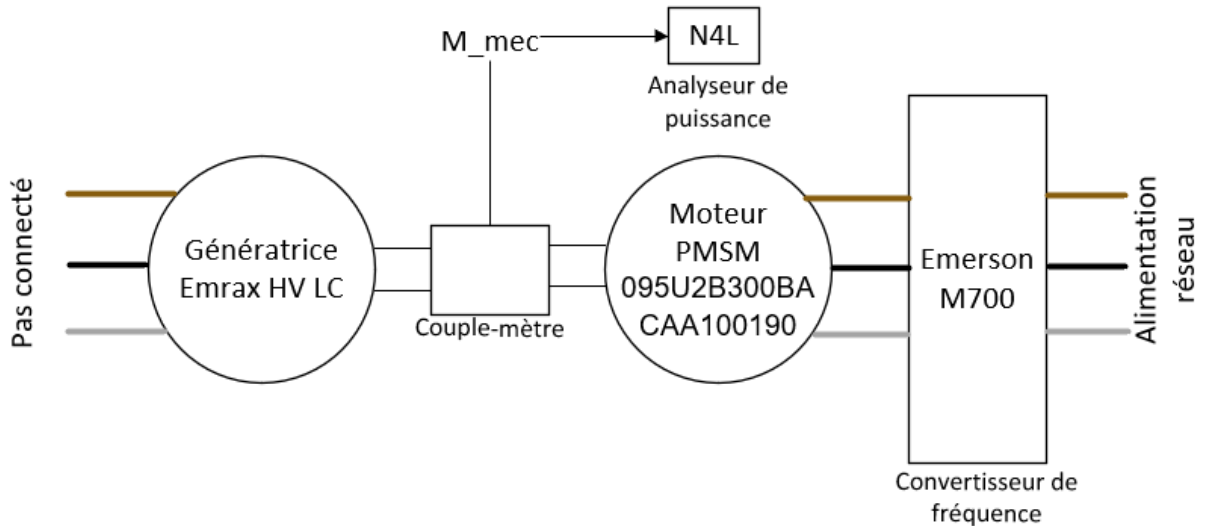 M_mec
N4L
Analyseur de
puissance
Pas connecté
Génératrice
Emrax HV LC
Couple-mètre
Moteur
PMSM
095U2B300BA
CAA100190
Emerson
M700
Convertisseur de
fréquence
Alimentation
réseau